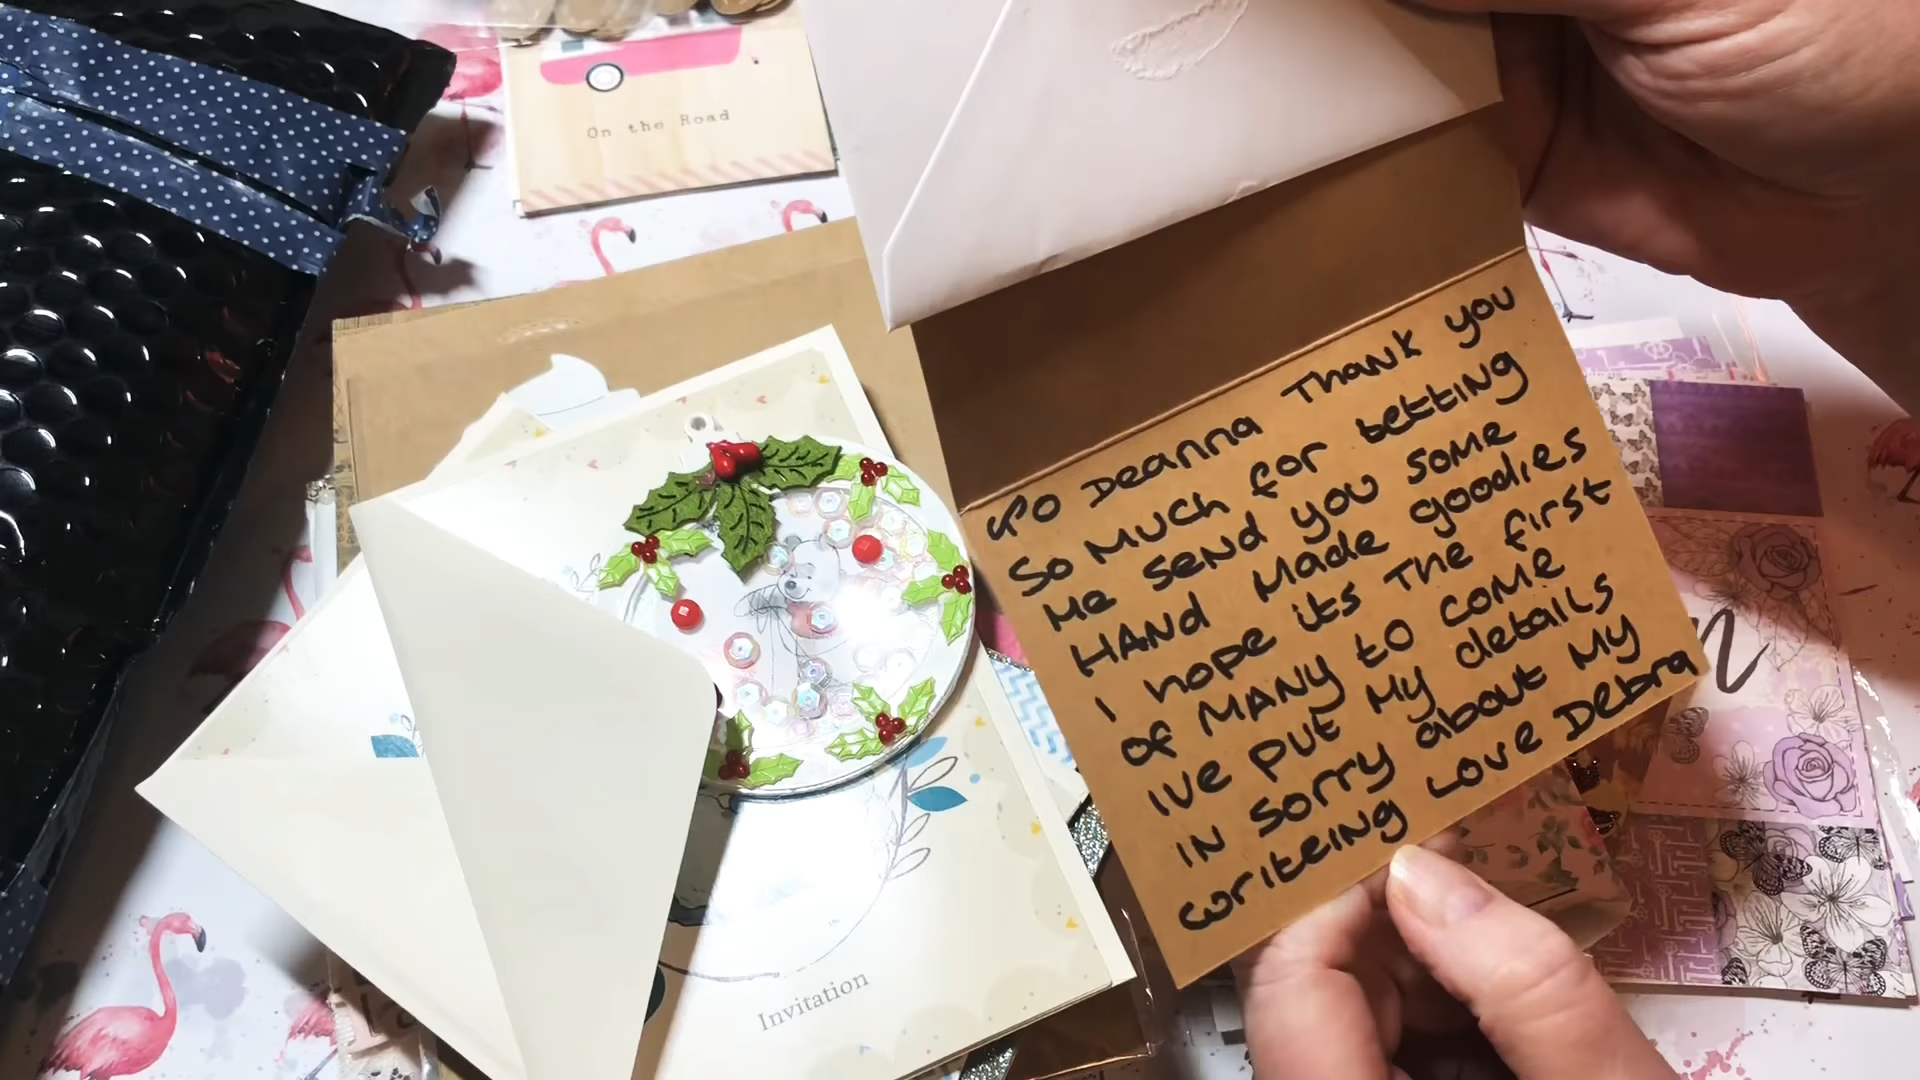 On the Road
To Deanna Thank you
so much for letting
Me send you some
HANd Made goodies
I hope its The first
of MANy to COME
IVE put My details
IN sorry about My
writeiNg Love Debra
Invitation